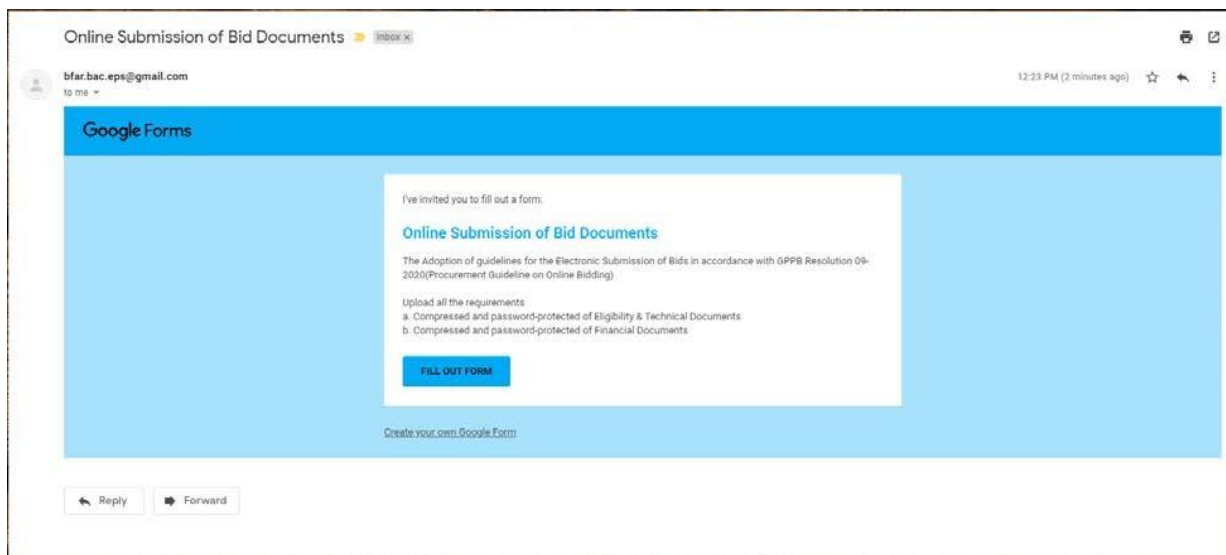 Online Submission of Bid Documents Inbox x
bfar.bac.eps@gmail.com
12:23 PM (2 minutes ago)
to me
Google Forms
I've invited you to fill out a form:
Online Submission of Bid Documents
The Adoption of guidelines for the Electronic Submission of Bids in accordance with GPPB Resolution 09-
2020(Procurement Guideline on Online Bidding)
Upload all the requirements
a. Compressed and password-protected of Eligibility & Technical Documents
b. Compressed and password-protected of Financial Documents
FILL OUT FORM
Create your own Google Form
Reply
Forward